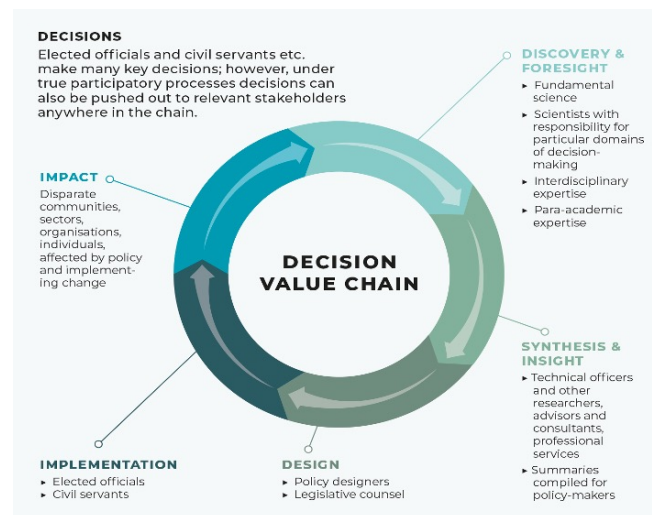 DECISIONS
Elected officials and civil servants etc.
make many key decisions; however, under
true participatory processes decisions can
also be pushed out to relevant stakeholders
anywhere in the chain.
DISCOVERY &
FORESIGHT
▸ Fundamental
science
▸ Scientists with
responsibility for
particular domains
of decision-
making
▸ Interdisciplinary
expertise
▸ Para-academic
expertise
IMPACT
Disparate
communities,
sectors,
organisations,
individuals,
affected by policy
and implement-
ing change
DECISION
VALUE CHAIN
SYNTHESIS &
INSIGHT
▸ Technical officers
and other
researchers,
advisors and
consultants,
professional
services
▸ Summaries
compiled for
policy-makers
IMPLEMENTATION
▸ Elected officials
▸ Civil servants
DESIGN
▸ Policy designers
▸ Legislative counsel